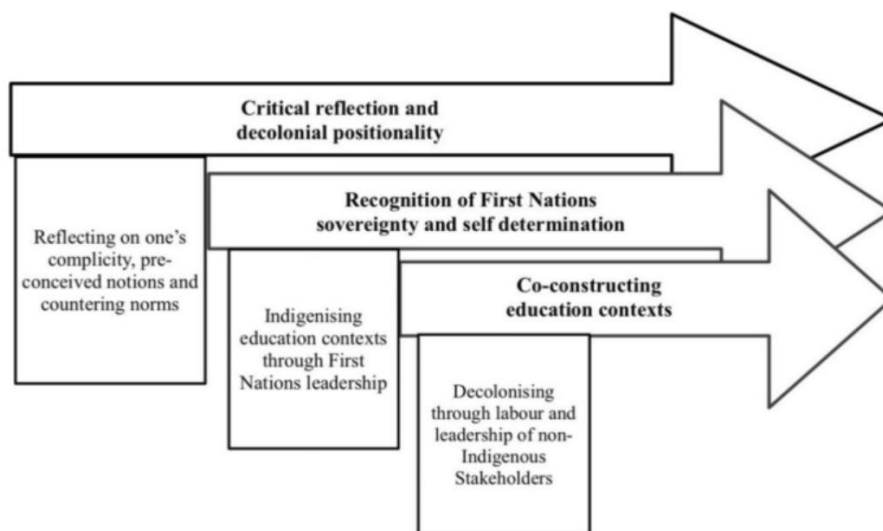 Critical reflection and
decolonial positionality
Reflecting on one's
complicity, pre-
conceived notions and
countering norms
Recognition of First Nations
sovereignty and self determination
Indigenising
education contexts
through First
Nations leadership
Co-constructing
education contexts
Decolonising
through labour and
leadership of non-
Indigenous
Stakeholders